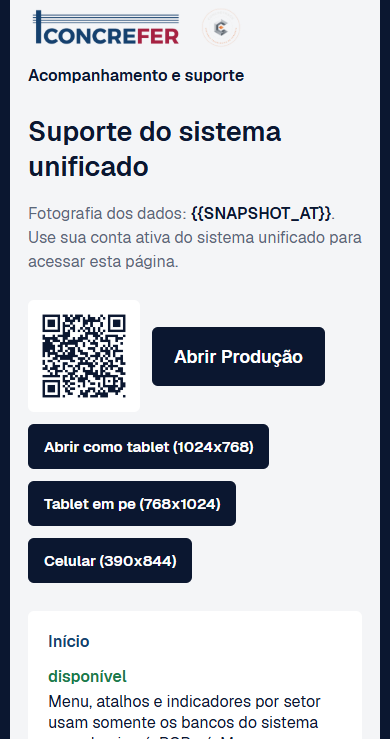 CONCREFER
Acompanhamento e suporte
Suporte do sistema
unificado
Fotografia dos dados: {{SNAPSHOT_AT}}.
Use sua conta ativa do sistema unificado para
acessar esta página.
Abrir Produção
Abrir como tablet (1024x768)
Tablet em pe (768x1024)
Celular (390x844)
Início
disponível
Menu, atalhos e indicadores por setor
usam somente os bancos do sistema